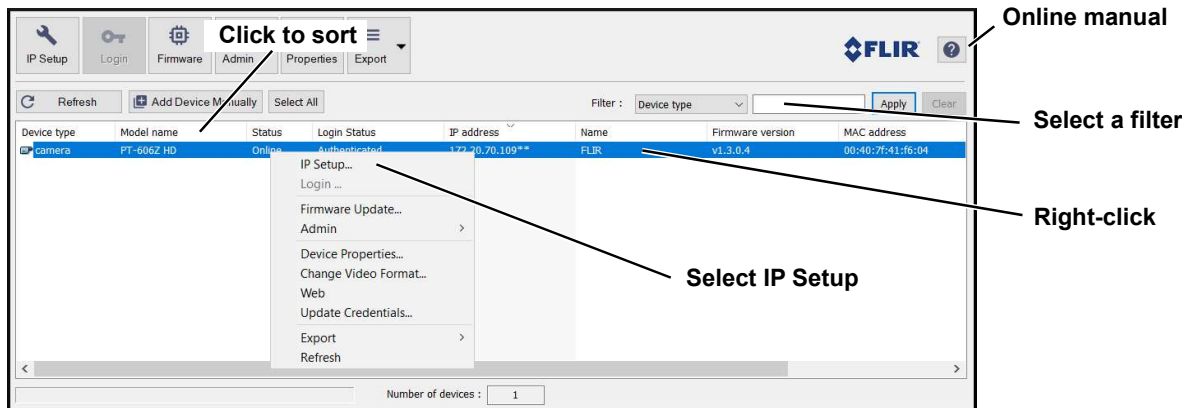 Online manual
Click to sort
IP Setup Login Firmware Admin Properties Export
FLIR
Refresh Add Device Manually Select All Filter : Device type Apply Clear
Select a filter
Device type Model name Status Login Status IP address Name Firmware version MAC address
camera PT-606Z HD Online Authenticated 172.20.70.109** FLIR v1.3.0.4 00:40:7f:41:f6:04
IP Setup...
Login ...
Firmware Update...
Right-click
Admin
Device Properties...
Change Video Format...
Select IP Setup
Web
Update Credentials...
Export
Refresh
Number of devices : 1